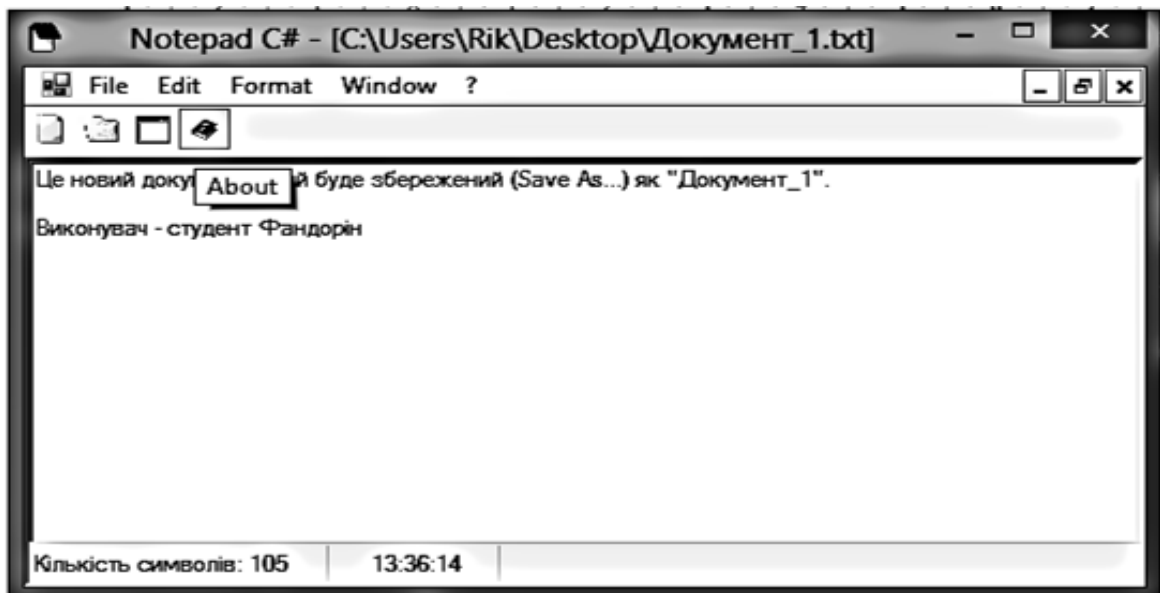 Notepad C# - [C:\Users\Rik\Desktop\Документ_1.txt]
File Edit Format Window ?
Це новий буде збережений (Save As...) як "Документ_1".
About
Виконувач - студент Фандорін
Кількість символів: 105 13:36:14